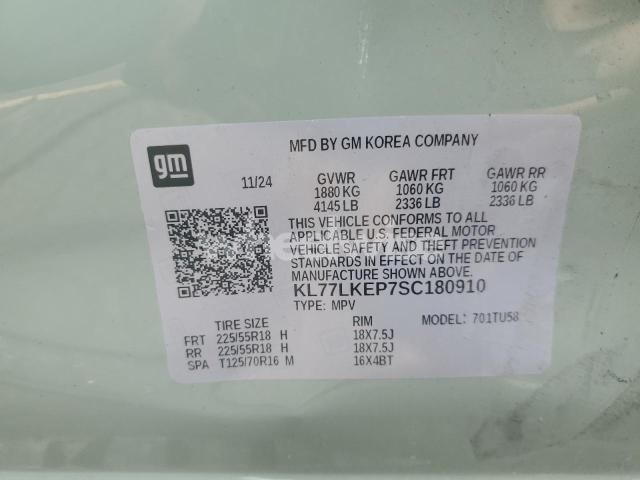 MFD BY GM KOREA COMPANY
gm
11/24
GVWR GAWR FRT GAWR RR
1880 KG 1060 KG 1060 KG
4145 LB 2336 LB 2336 LB
THIS VEHICLE CONFORMS TO ALL
APPLICABLE U.S. FEDERAL MOTOR
VEHICLE SAFETY AND THEFT PREVENTION
STANDARDS IN EFFECT ON THE DATE OF
MANUFACTURE SHOWN ABOVE.
KL77LKEP7SC180910
TYPE: MPV MODEL: 701TU58
TIRE SIZE RIM
FRT 225/55R18 H 18X7.5J
RR 225/55R18 H 18X7.5J
SPA T125/70R16 M 16X4BT